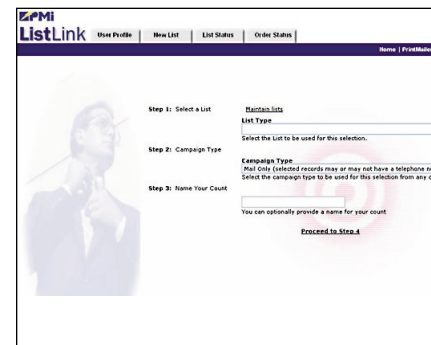 PMi
ListLink User Profile New List List Status Order Status
Home | PrintMaile
Step 1: Select a List Maintain lists
List Type
Select the List to be used for this selection.
Step 2: Campaign Type
Campaign Type
Mail Only (selected records may or may not have a telephone n
Select the campaign type to be used for this selection from any
Step 3: Name Your Count
You can optionally provide a name for your count
Proceed to Step 4